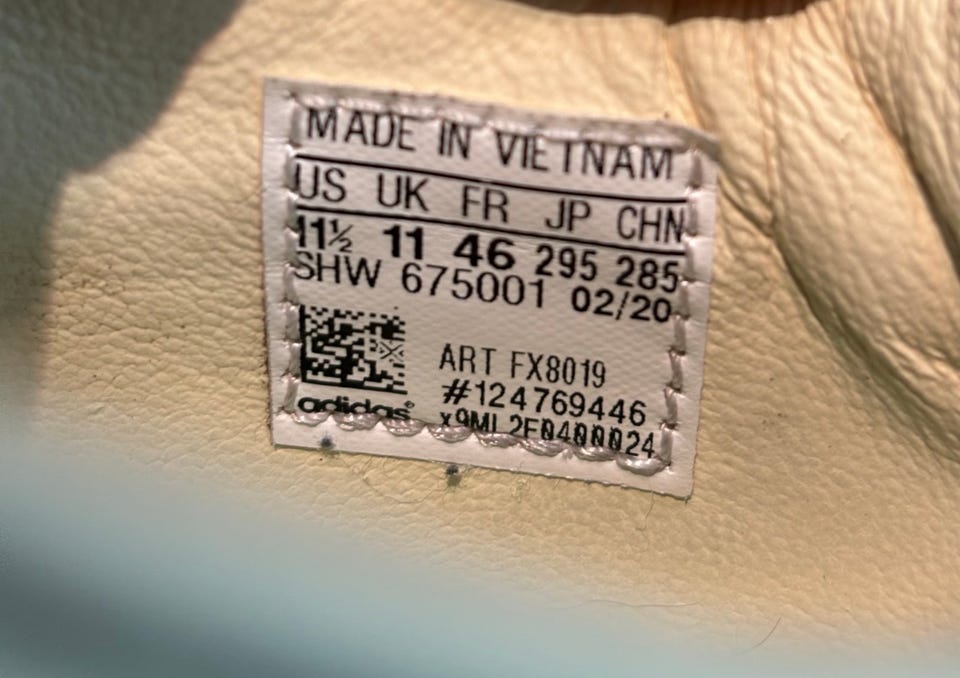 MADE IN VIETNAM
US UK FR JP CHN
11½ 11 46 295 285
SHW 675001 02/20
ART FX8019
#124769446
adidas
x9ML2F0400024